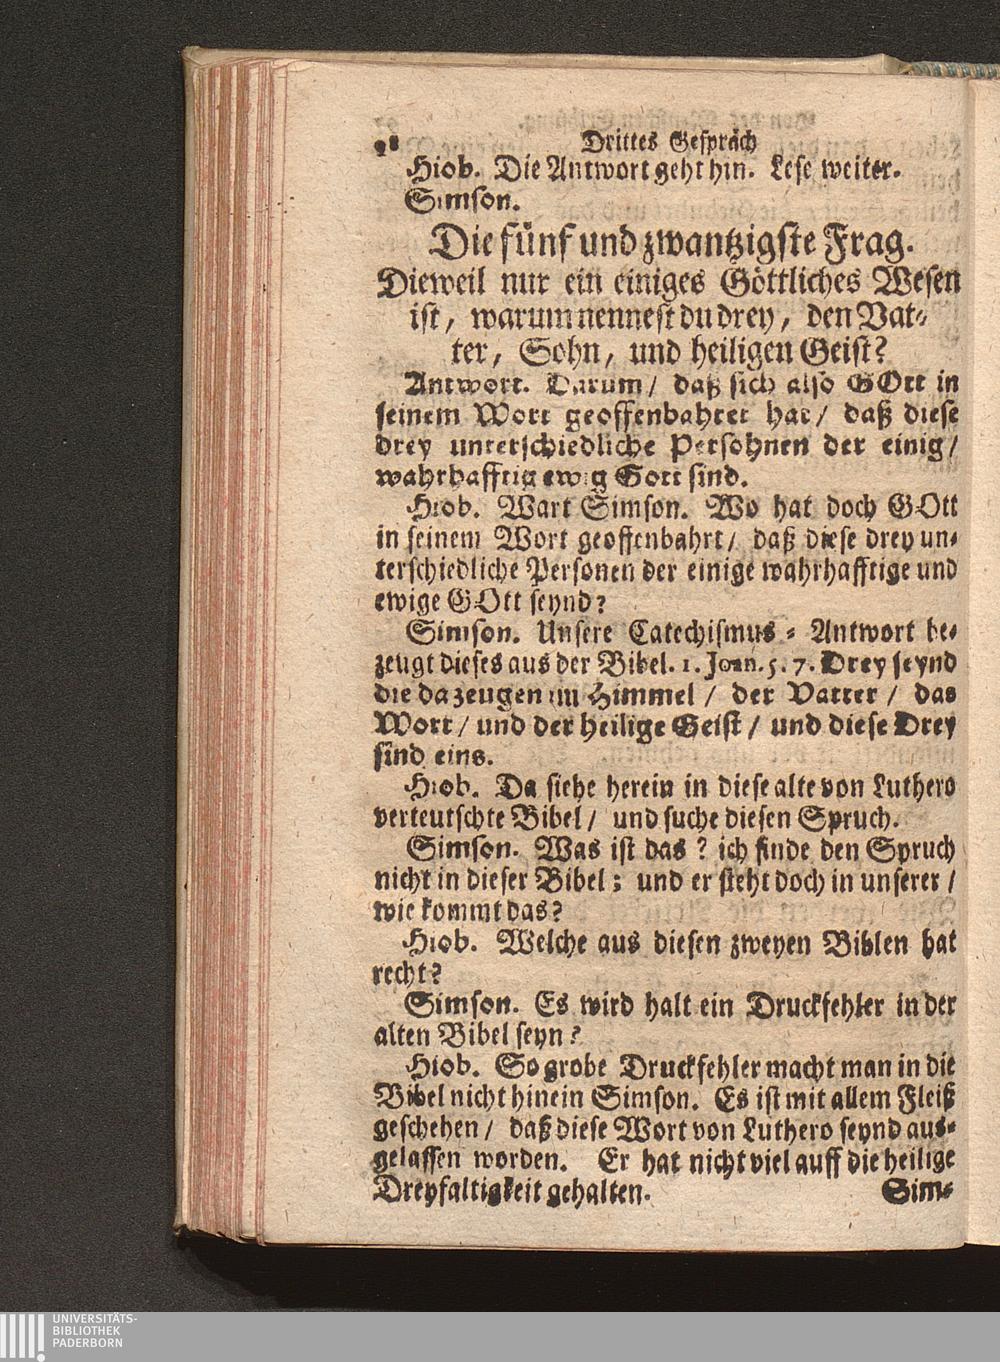 98 Drittes Gespräch
Hiob. Die Antwort geht hin. Lese weiter.
Simson.
Die fünf und zwantzigste Frag.
Dieweil nur ein einiges Göttliches Wesen
ist, warum nennest du drey, den Vat-
ter, Sohn, und heiligen Geist?
Antwort. Darum / daß sich also GOtt in
seinem Wort geoffenbahret hat / daß diese
drey unterschiedliche Persohnen der einig /
wahrhafftig ewig Gott sind.
Hiob. Wart Simson. Wo hat doch GOtt
in seinem Wort geoffenbahrt / daß diese drey un-
terschiedliche Personen der einige wahrhafftige und
ewige GOtt seynd?
Simson. Unsere Catechismus - Antwort be-
zeugt dieses aus der Bibel. 1. Joan. 5. 7. Drey seynd
die da zeugen im Himmel / der Vatter / das
Wort / und der heilige Geist / und diese Drey
sind eins.
Hiob. Da siehe herein in diese alte von Luthero
verteutschte Bibel / und suche diesen Spruch.
Simson. Was ist das? ich finde den Spruch
nicht in dieser Bibel; und er steht doch in unserer /
wie kommt das?
Hiob. Welche aus diesen zweyen Biblen hat
recht?
Simson. Es wird halt ein Druckfehler in der
alten Bibel seyn?
Hiob. So grobe Druckfehler macht man in die
Bibel nicht hinein Simson. Es ist mit allem Fleiß
geschehen / daß diese Wort von Luthero seynd aus-
gelassen worden. Er hat nicht viel auff die heilige
Dreyfaltigkeit gehalten. Sim-
UNIVERSITÄTS-
BIBLIOTHEK
PADERBORN